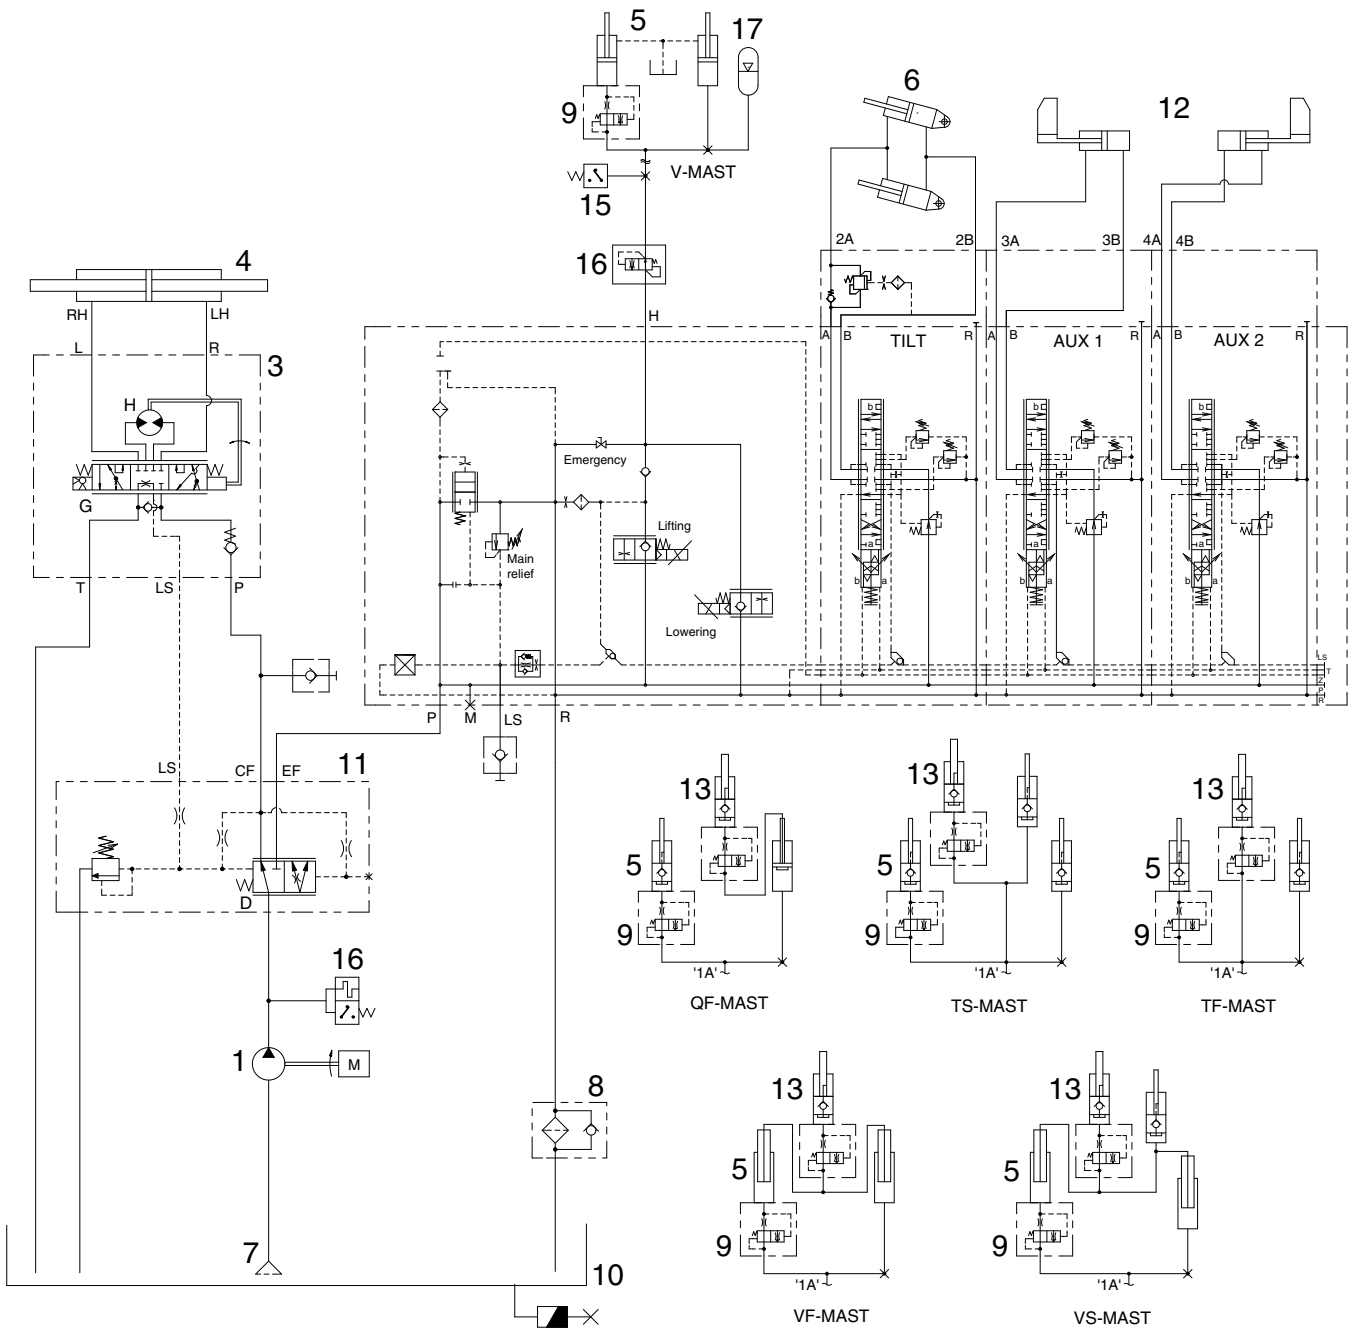 5
17
9
V-MAST
15
16
H
6
12
2A
2B
3A
3B
4A
4B
4
RH
LH
L
R
3
H
G
T
LS
P
A
B
TILT
R
A
B
AUX 1
R
A
B
AUX 2
R
Emergency
Lifting
Main
relief
Lowering
b
a
b
a
b
a
b
a
b
a
b
a
LS
T
Z
P
R
P
M
LS
R
LS
CF
EF
11
D
16
1
M
7
8
10
13
5
9
'1A'
QF-MAST
13
5
9
'1A'
TS-MAST
13
5
9
'1A'
TF-MAST
13
5
9
'1A'
VF-MAST
13
5
9
'1A'
VS-MAST